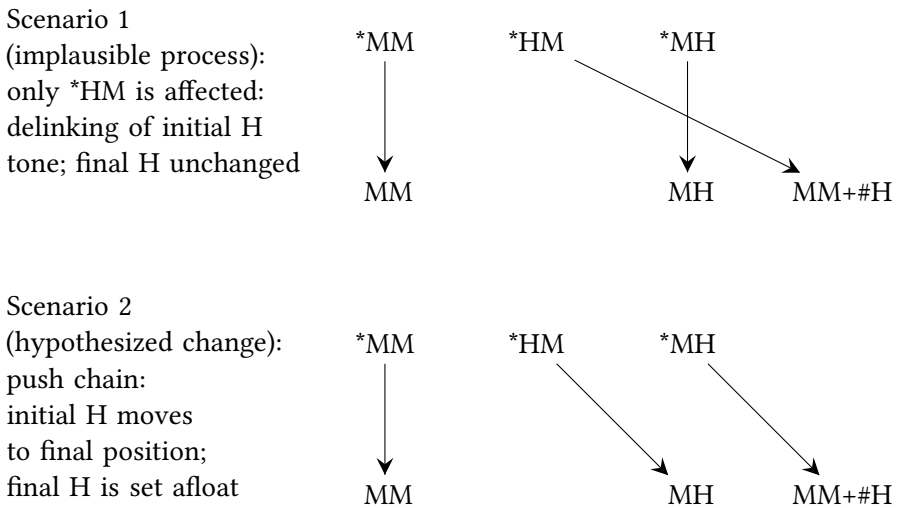 Scenario 1
(implausible process):
only *HM is affected:
delinking of initial H
tone; final H unchanged
*MM *HM *MH
MM MH MM+#H
Scenario 2
(hypothesized change):
push chain:
initial H moves
to final position;
final H is set afloat
*MM *HM *MH
MM MH MM+#H